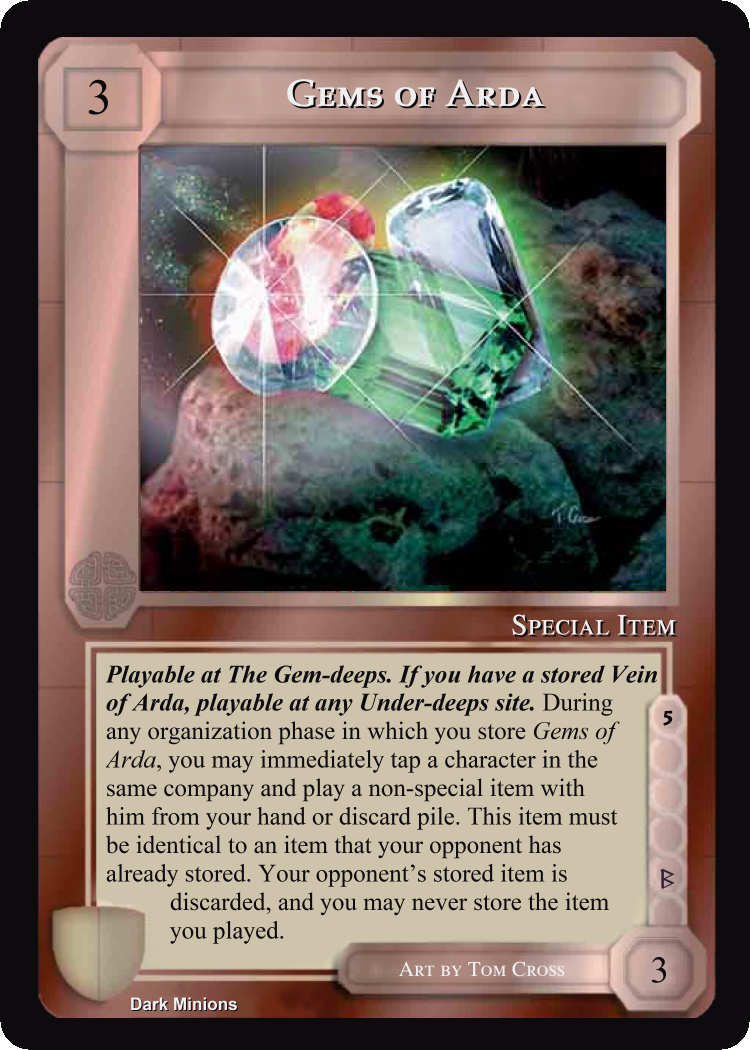 3
GEMS OF ARDA
T. Cross
SPECIAL ITEM
Playable at The Gem-deeps. If you have a stored Vein
of Arda, playable at any Under-deeps site. During
any organization phase in which you store Gems of
Arda, you may immediately tap a character in the
same company and play a non-special item with
him from your hand or discard pile. This item must
be identical to an item that your opponent has
already stored. Your opponent's stored item is
discarded, and you may never store the item
you played.
5
ART BY TOM CROSS
3
Dark Minions